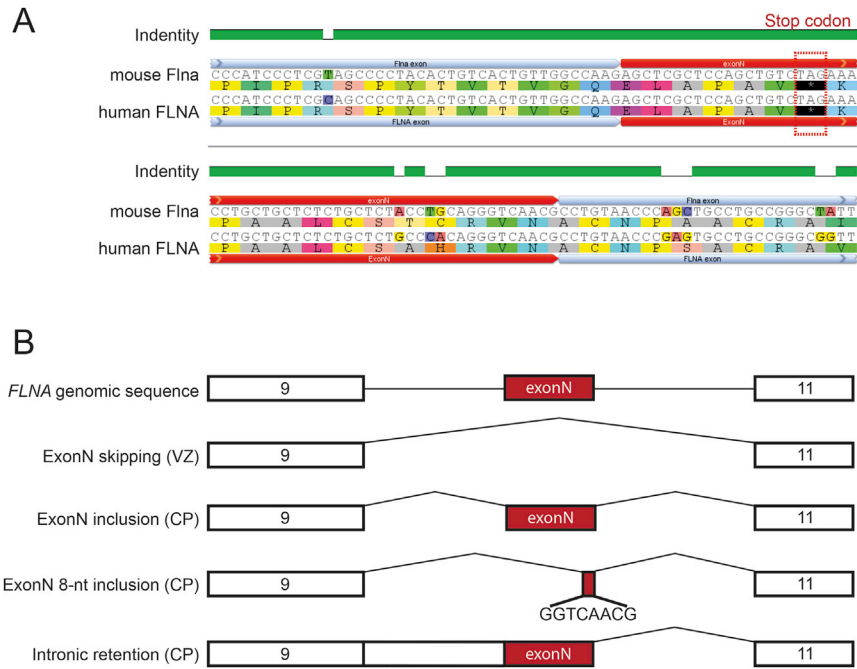 A
Stop codon
Indentity
Flna exon exonN
mouse Flna CCCATCCCTCGTAGCCCCTACACTGTCACTGTTGGCCAAGAGCTCGCTCCAGCTGTCTAGAAA
P I P R S P Y T V T V G Q E L A P A V * K
human FLNA CCCATCCCTCGCAGCCCCTACACTGTCACTGTTGGCCAAGAGCTCGCTCCAGCTGTCTAGAAA
P I P R S P Y T V T V G Q E L A P A V * K
FLNA exon ExonN
Indentity
exonN Flna exon
mouse Flna CCTGCTGCTCTCTGCTCTACCTGCAGGGTCAACGCCTGTAACCCAGCTGCCTGCCGGGCTATT
P A A L C S T C R V N A C N P A A C R A I
human FLNA CCTGCTGCTCTCTGCTCTGCCCACAGGGTCAACGCCTGTAACCCGAGTGCCTGCCGGGCGGTT
P A A L C S A H R V N A C N P S A C R A V
ExonN FLNA exon
B
FLNA genomic sequence 9 exonN 11
ExonN skipping (VZ) 9 11
ExonN inclusion (CP) 9 exonN 11
ExonN 8-nt inclusion (CP) 9 11
GGTCAACG
Intronic retention (CP) 9 exonN 11